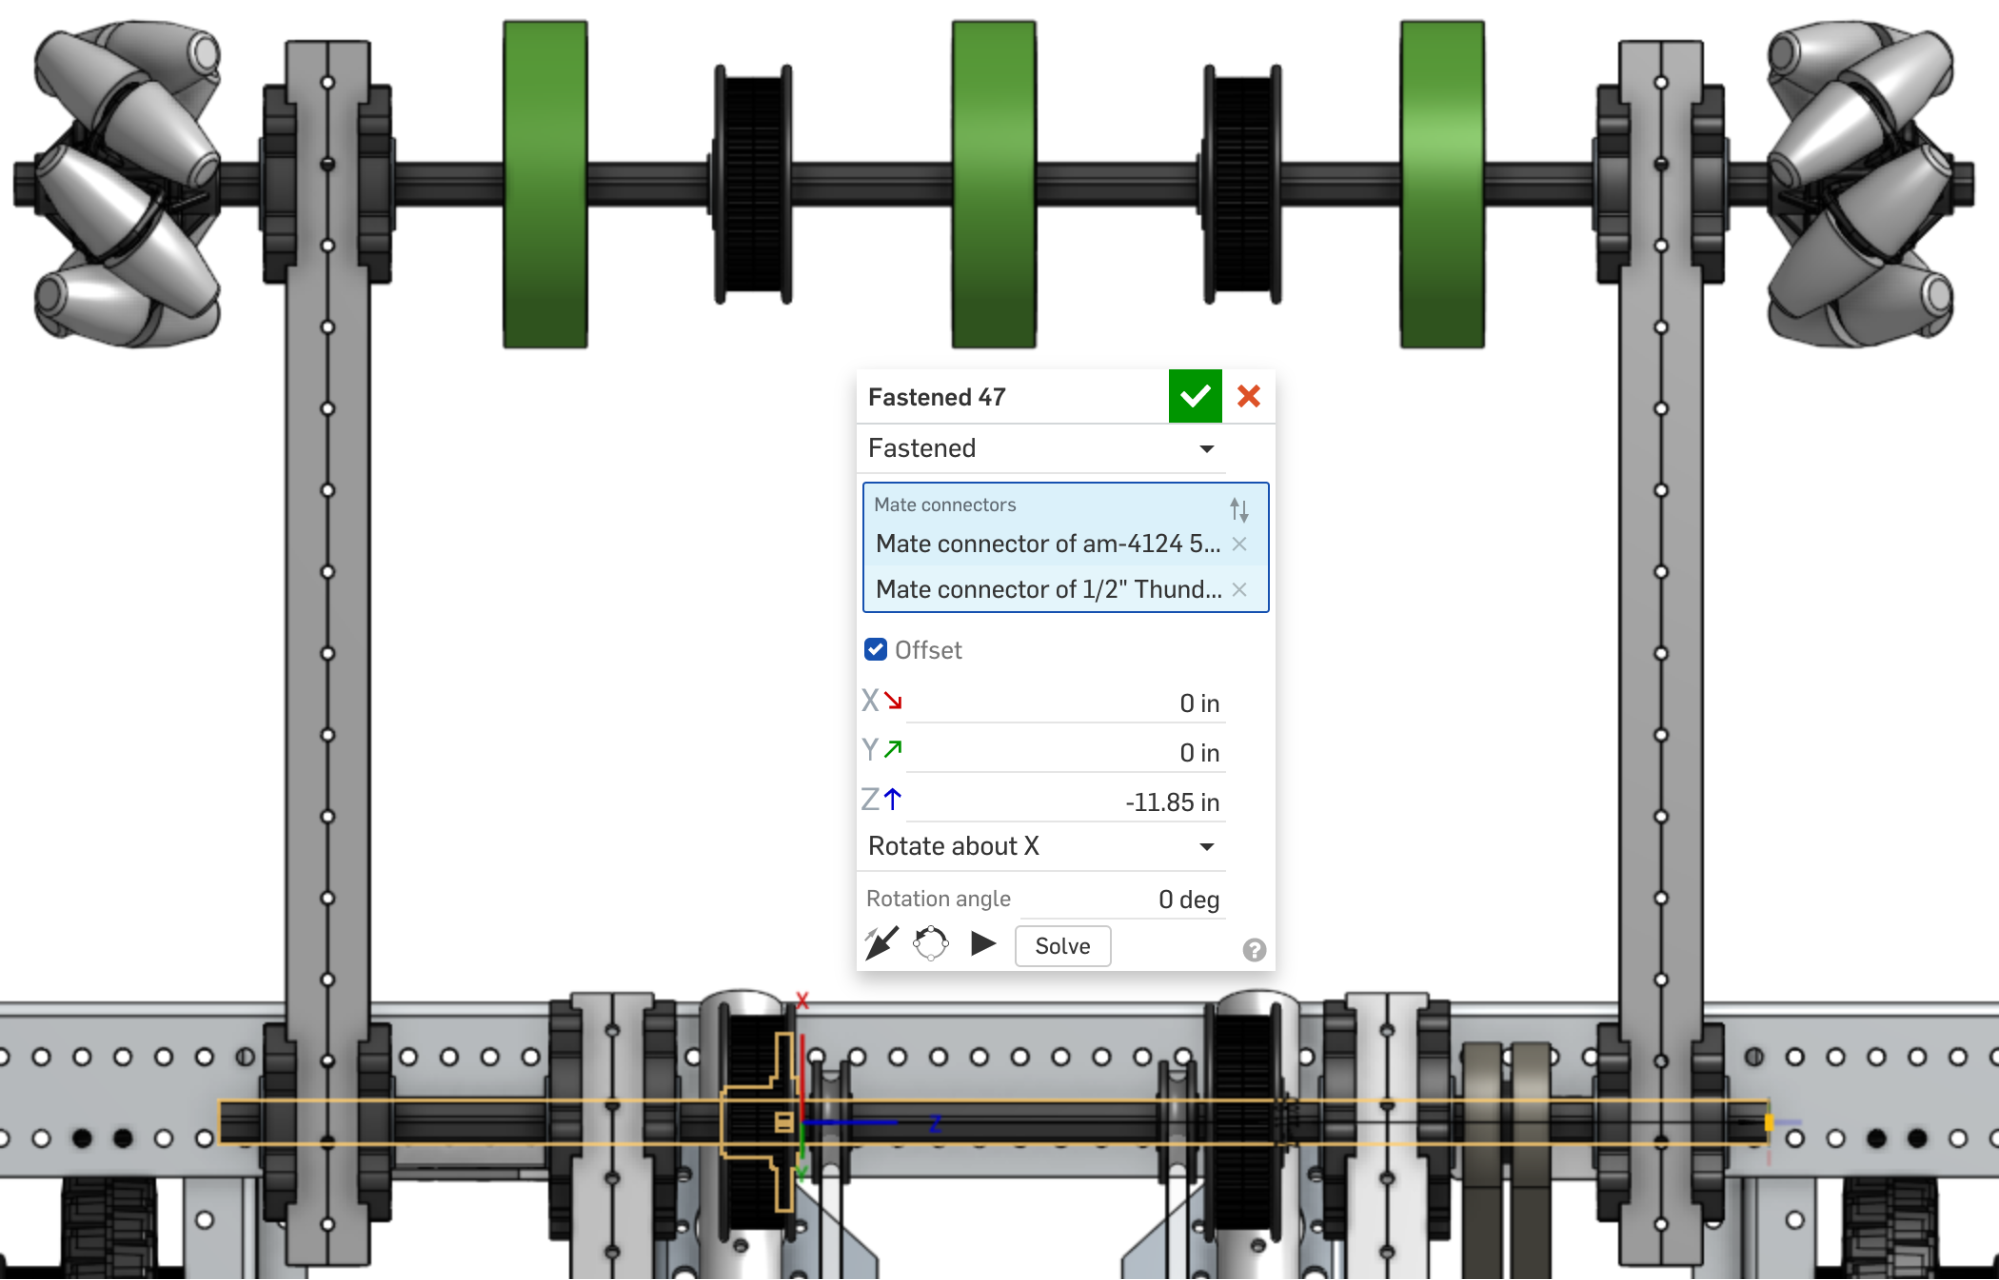 Fastened 47
Fastened
Mate connectors
Mate connector of am-4124 5...
Mate connector of 1/2" Thund...
Offset
X 0 in
Y 0 in
Z -11.85 in
Rotate about X
Rotation angle 0 deg
Solve
?
X
Z
Y